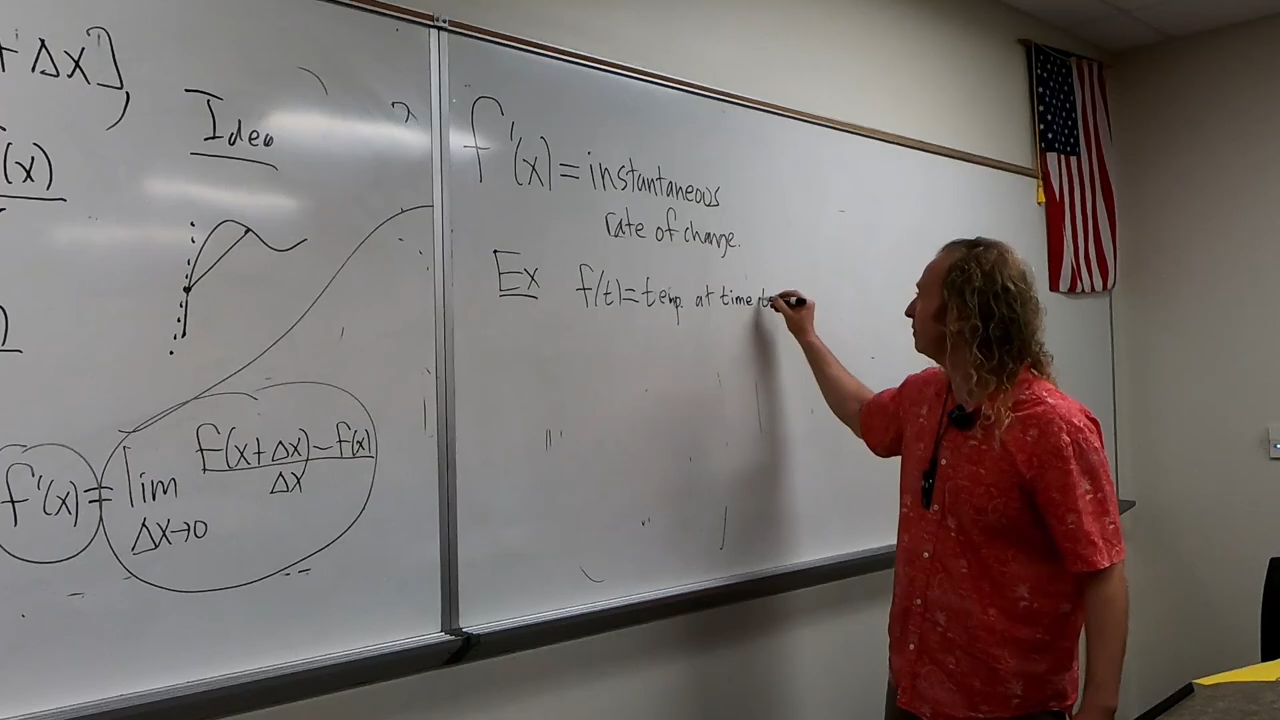 + Δx],
(x)
Idea
)
f'(x) = lim f(x+Δx)-f(x)
Δx
Δx→0
f'(x) = instantaneous
rate of change.
Ex f(t)=temp. at time t